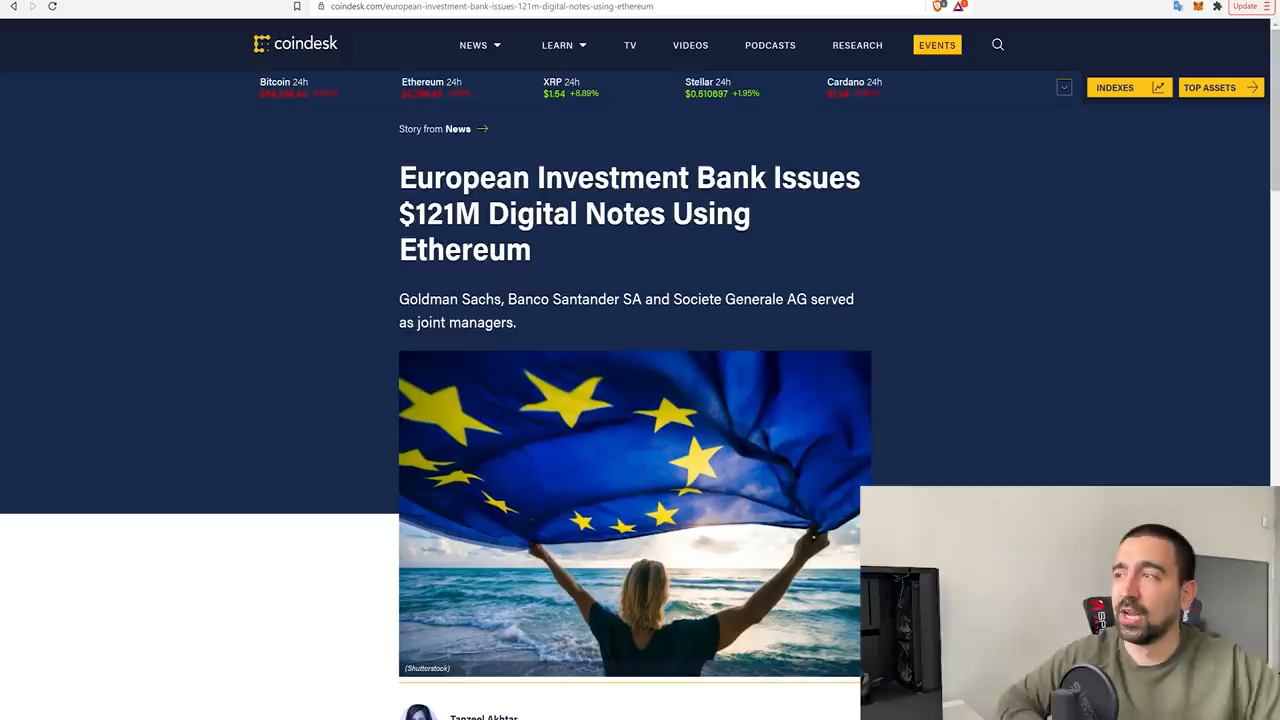 coindesk.com/european-investment-bank-issues-121m-digital-notes-using-ethereum
Update
coindesk
NEWS
LEARN
TV
VIDEOS
PODCASTS
RESEARCH
EVENTS
Bitcoin 24h
Ethereum 24h
XRP 24h
$1.54 +8.89%
Stellar 24h
$0.510697 +1.95%
Cardano 24h
INDEXES
TOP ASSETS
Story from News
European Investment Bank Issues
$121M Digital Notes Using
Ethereum
Goldman Sachs, Banco Santander SA and Societe Generale AG served
as joint managers.
(Shutterstock)
Tanzeel Akhtar